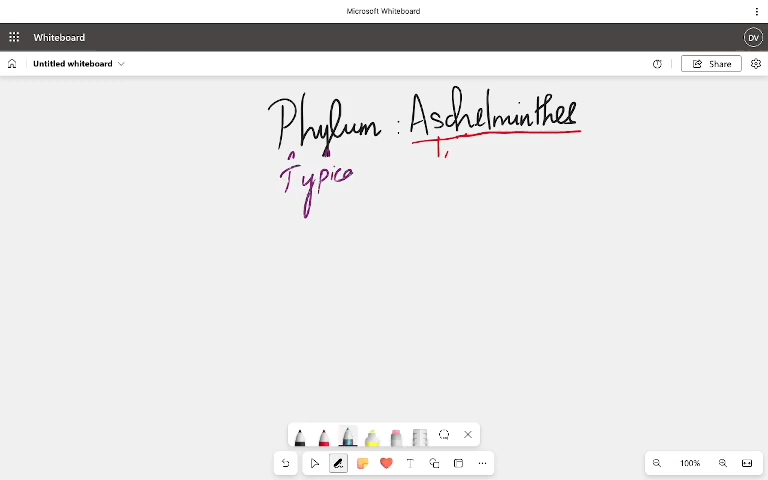 Microsoft Whiteboard
Whiteboard
DV
Untitled whiteboard
Share
Phylum : Aschelminthes
Typica
100%